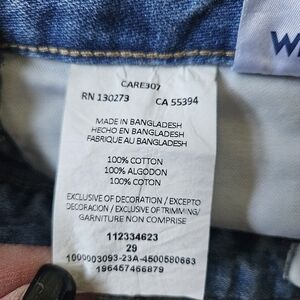 CARE307
RN 130273 CA 55394
MADE IN BANGLADESH
HECHO EN BANGLADESH
FABRIQUE AU BANGLADESH
100% COTTON
100% ALGODON
100% COTON
EXCLUSIVE OF DECORATION / EXCEPTO
DECORACION / EXCLUSIVE OF TRIMMING/
GARNITURE NON COMPRISE
112334623
29
1000003093-23A-4500580663
196457466879
W